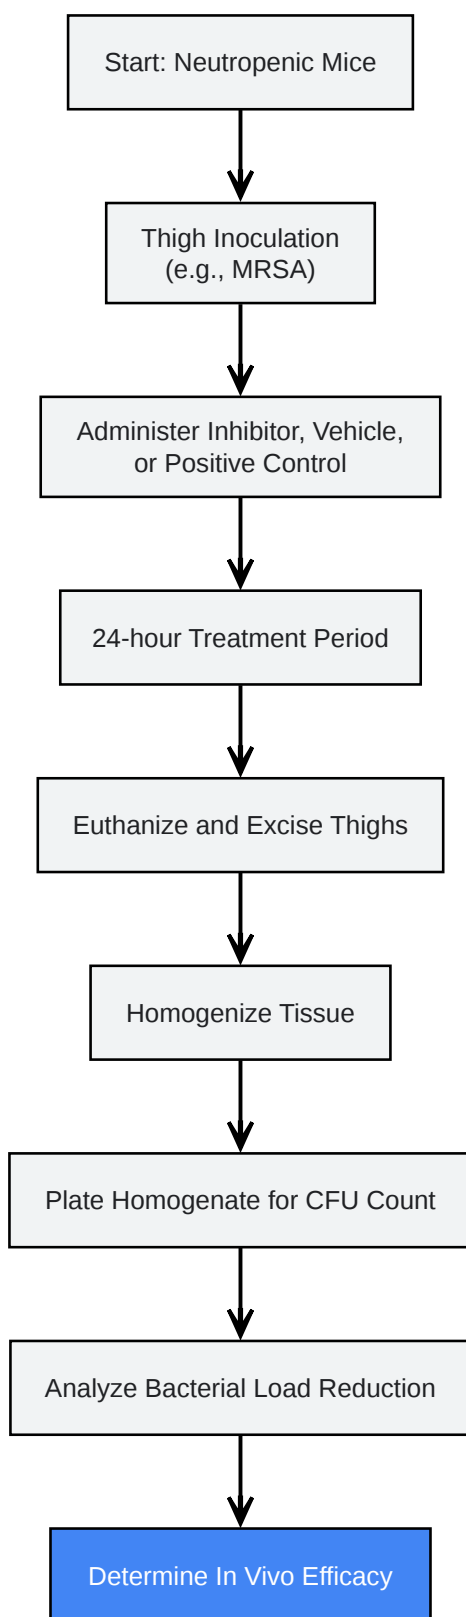 Start: Neutropenic Mice
Thigh Inoculation
(e.g., MRSA)
Administer Inhibitor, Vehicle,
or Positive Control
24-hour Treatment Period
Euthanize and Excise Thighs
Homogenize Tissue
Plate Homogenate for CFU Count
Analyze Bacterial Load Reduction
Determine In Vivo Efficacy